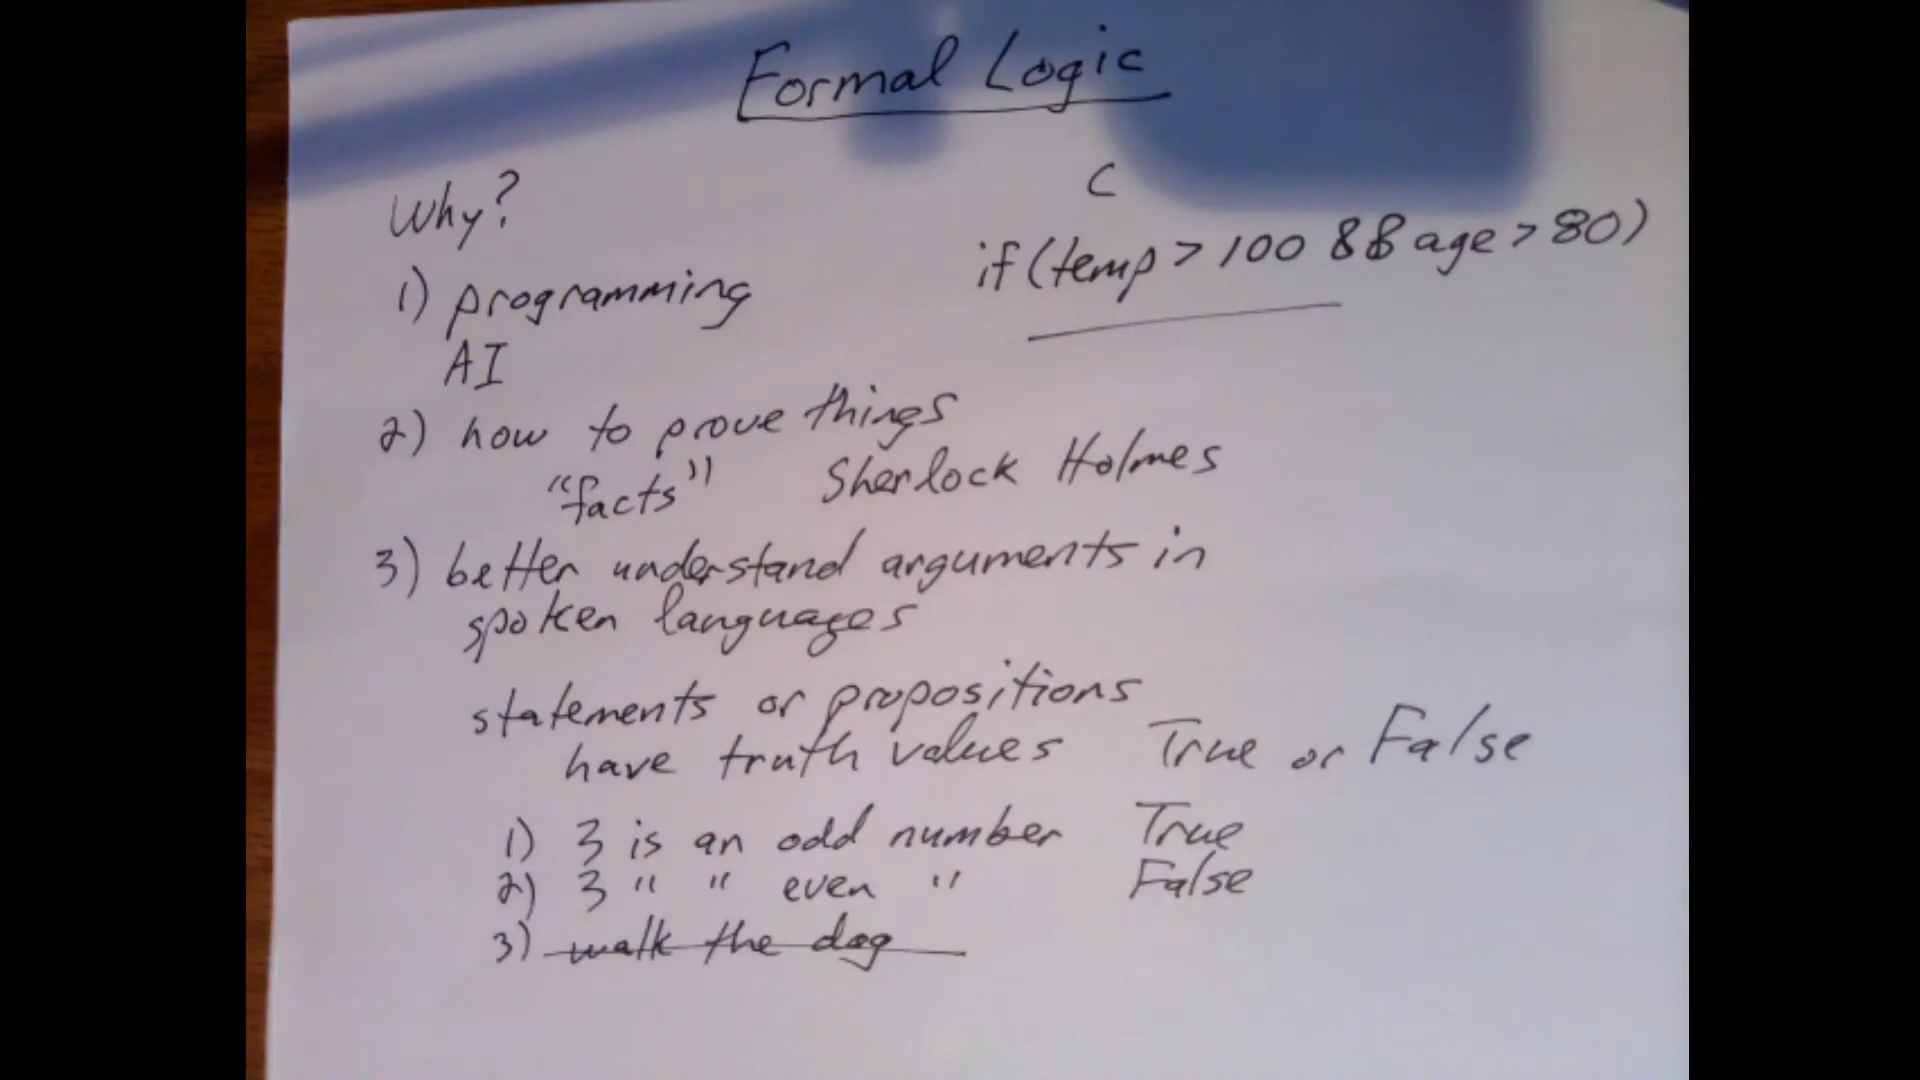 Formal Logic
Why?
C
1) programming
if (temp > 100 && age > 80)
AI
2) how to prove things
"facts" Sherlock Holmes
3) better understand arguments in
spoken languages
statements or propositions
have truth values True or False
1) 3 is an odd number True
2) 3 " " even " False
3) walk the dog